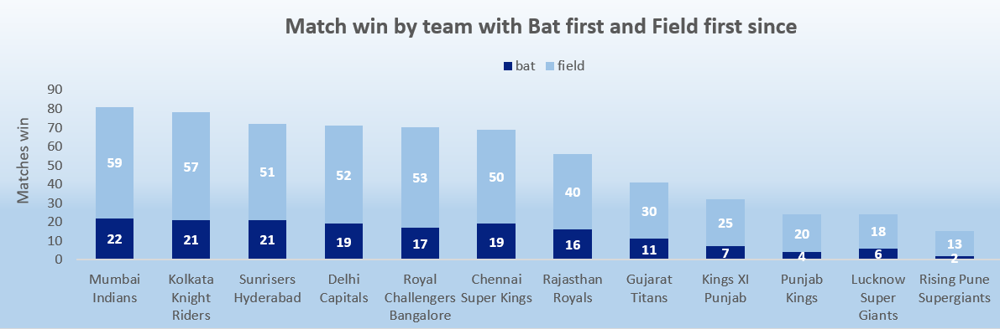 Match win by team with Bat first and Field first since
bat field
Matches win
90
80
70
60
50
40
30
20
10
0
59 57 51 52 53 50 40 30 25 20 18 13
22 21 21 19 17 19 16 11 7 4 6 2
Mumbai Kolkata Sunrisers Delhi Royal Chennai Rajasthan Gujarat Kings XI Punjab Lucknow Rising Pune
Indians Knight Hyderabad Capitals Challengers Super Kings Royals Titans Punjab Kings Super Supergiants
Riders Bangalore Giants